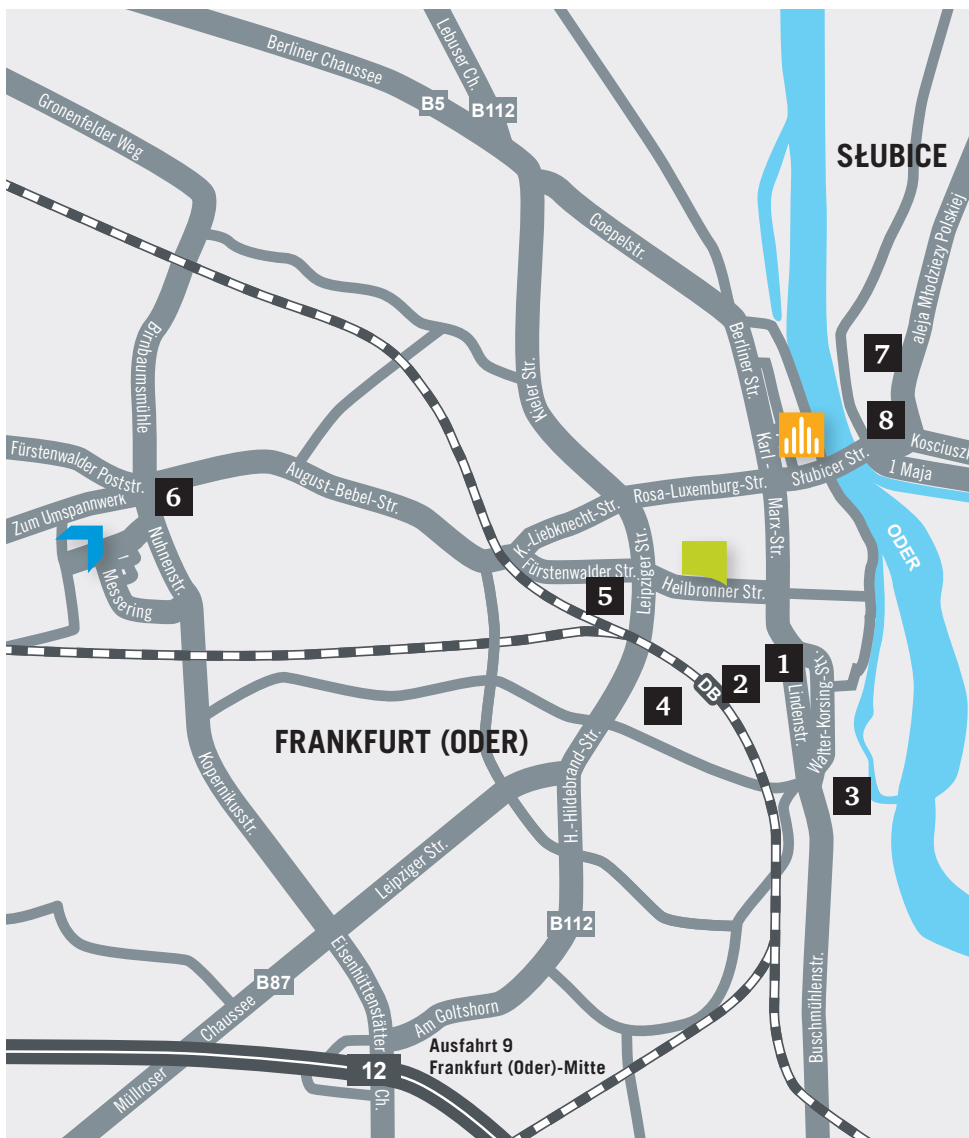 Berliner Chaussee
Lebuser Ch.
B5
B112
Gronenfelder Weg
SŁUBICE
Goepelstr.
aleja Młodziezy Polskiej
Birnbaumsmühle
Kieler Str.
Berliner Str.
7
8
Kosciuszk
1 Maja
Słubicer Str.
Karl-
Marx-Str.
Rosa-Luxemburg-Str.
Fürstenwalder Poststr.
Zum Umspannwerk
6
August-Bebel-Str.
K.-Liebknecht-Str.
Fürstenwalder Str.
Leipziger Str.
Heilbronner Str.
ODER
Nuhnenstr.
Messering
5
1
2
DB
4
Lindenstr.
Walter-Korsing-Str.
3
FRANKFURT (ODER)
Kopernikusstr.
H.-Hildebrand-Str.
Leipziger Str.
B112
B87
Eisenhüttenstätter
Ch.
Am Goltshorn
Müllroser
Chaussee
Ausfahrt 9
Frankfurt (Oder)-Mitte
12
Buschmühlenstr.